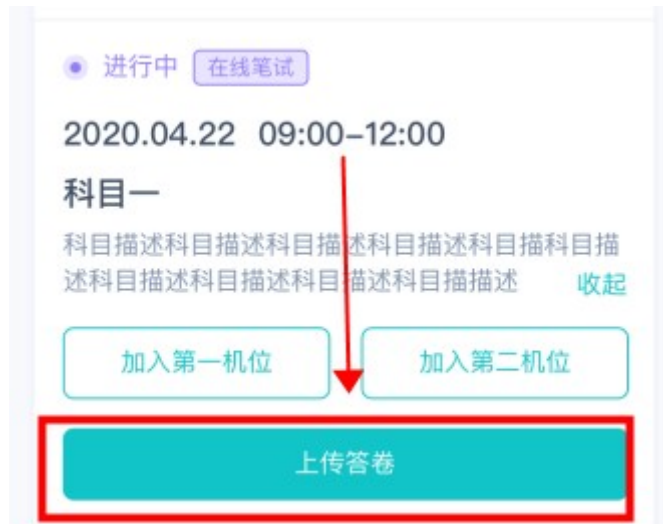 进行中 在线笔试
2020.04.22 09:00-12:00
科目一
科目描述科目描述科目描述科目描述科目描科目描
述科目描述科目描述科目描述科目描描述 收起
加入第一机位 加入第二机位
上传答卷